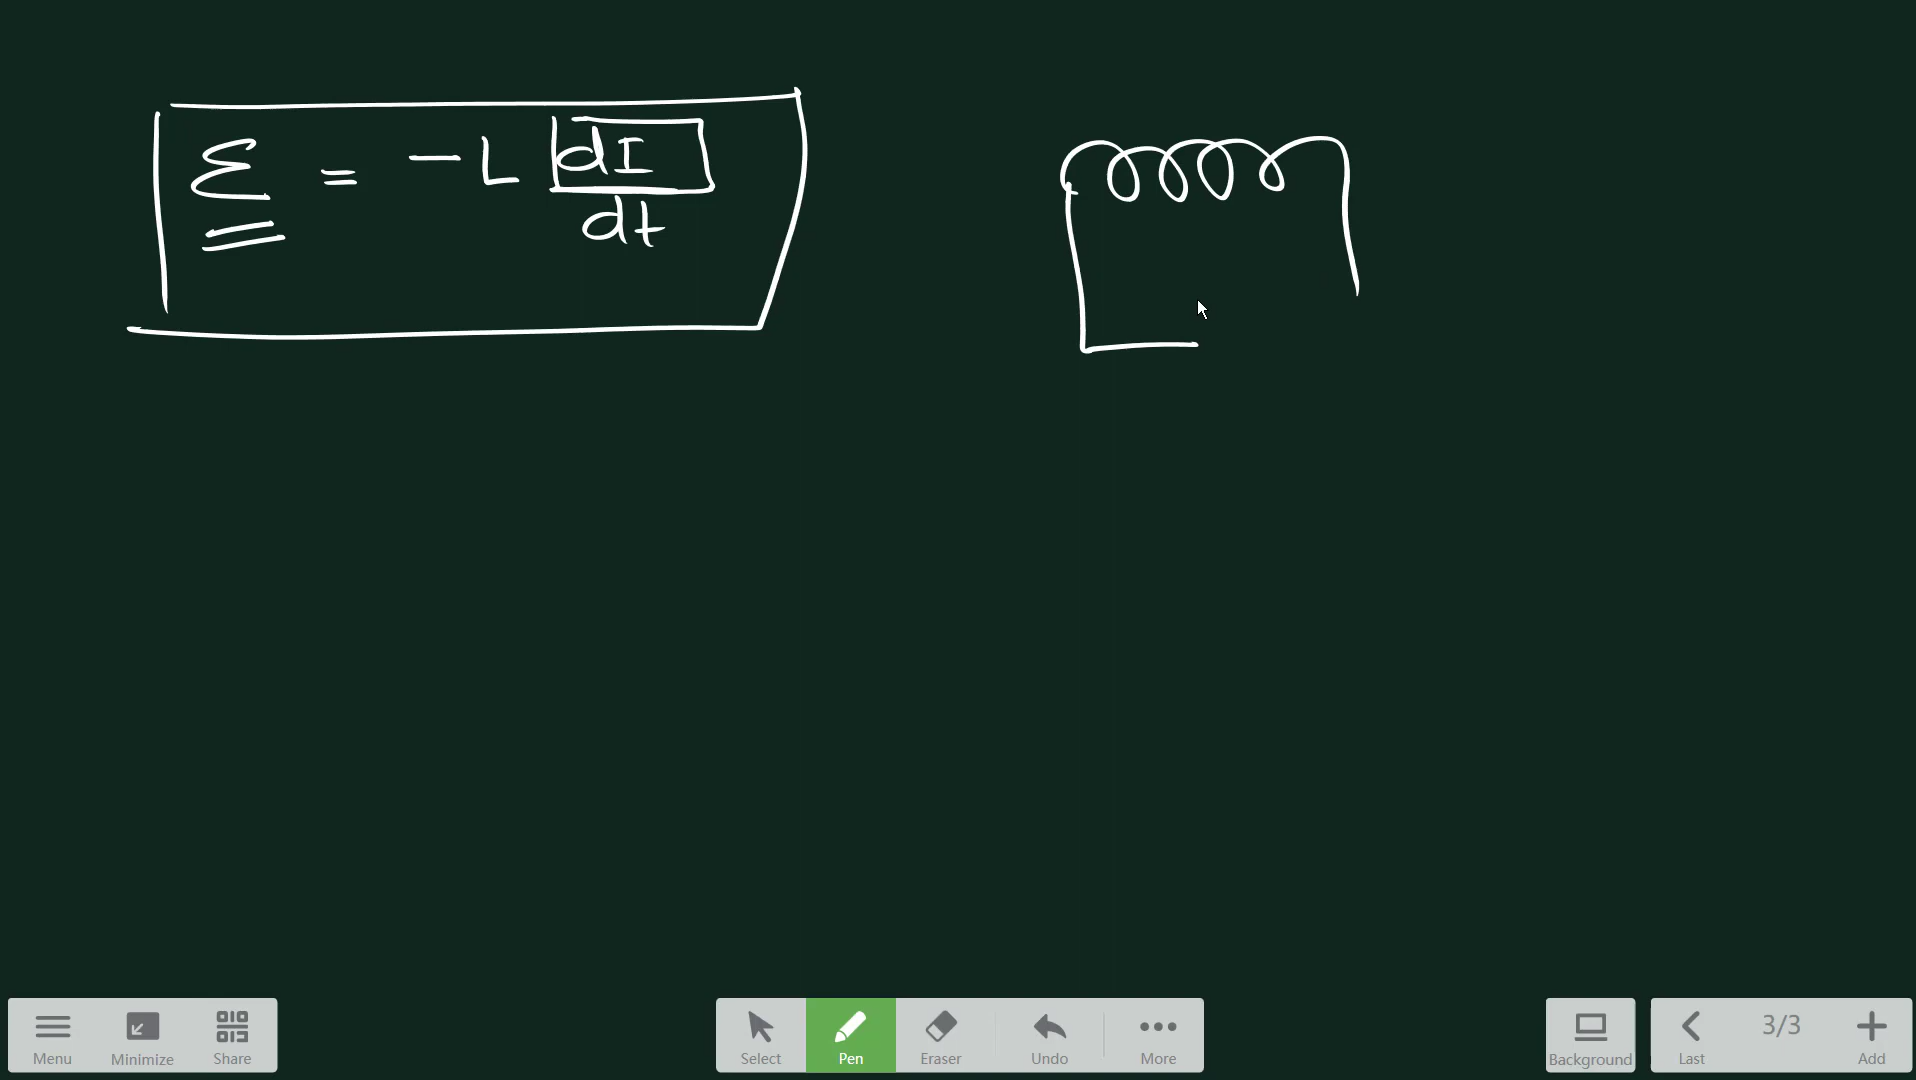 ε = -L dI
dt
Menu Minimize Share Select Pen Eraser Undo More Background Last 3/3 Add